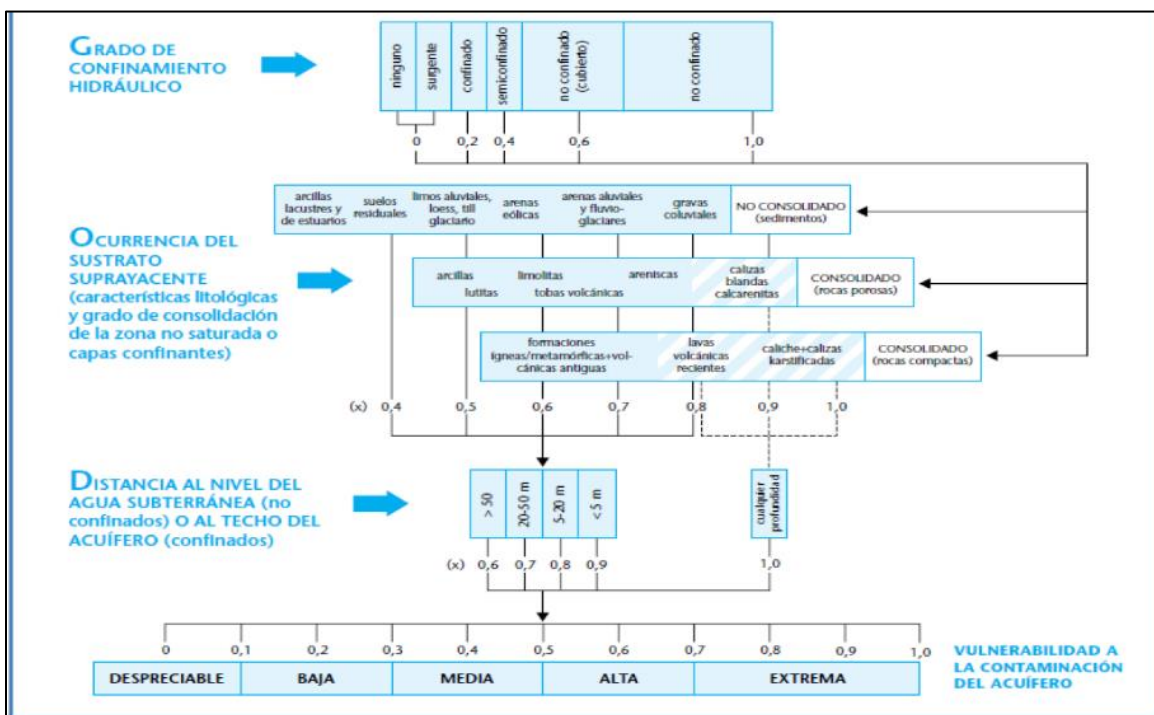 GRADO DE
CONFINAMIENTO
HIDRÁULICO
ninguno
surgente
confinado
semiconfinado
no confinado
(cubierto)
no confinado
0
0,2
0,4
0,6
1,0
OCURRENCIA DEL
SUSTRATO
SUPRAYACENTE
(características litológicas
y grado de consolidación
de la zona no saturada o
capas confinantes)
arcillas
lacustres y
de estuarios
suelos
residuales
limos aluviales,
loess, till
glaciario
arenas
eólicas
arenas aluviales
y fluvio-
glaciares
gravas
coluviales
NO CONSOLIDADO
(sedimentos)
arcillas
lutitas
limolitas
tobas volcánicas
areniscas
calizas
blandas
calcarenitas
CONSOLIDADO
(rocas porosas)
formaciones
ígneas/metamórficas+vol-
cánicas antiguas
lavas
volcánicas
recientes
caliche+calizas
karstificadas
CONSOLIDADO
(rocas compactas)
(x) 0,4 0,5 0,6 0,7 0,8 0,9 1,0
DISTANCIA AL NIVEL DEL
AGUA SUBTERRÁNEA (no
confinados) O AL TECHO DEL
ACUÍFERO (confinados)
> 50
20-50 m
5-20 m
< 5 m
cualquier
profundidad
(x) 0,6 0,7 0,8 0,9 1,0
0 0,1 0,2 0,3 0,4 0,5 0,6 0,7 0,8 0,9 1,0
DESPRECIABLE BAJA MEDIA ALTA EXTREMA
VULNERABILIDAD A
LA CONTAMINACIÓN
DEL ACUÍFERO